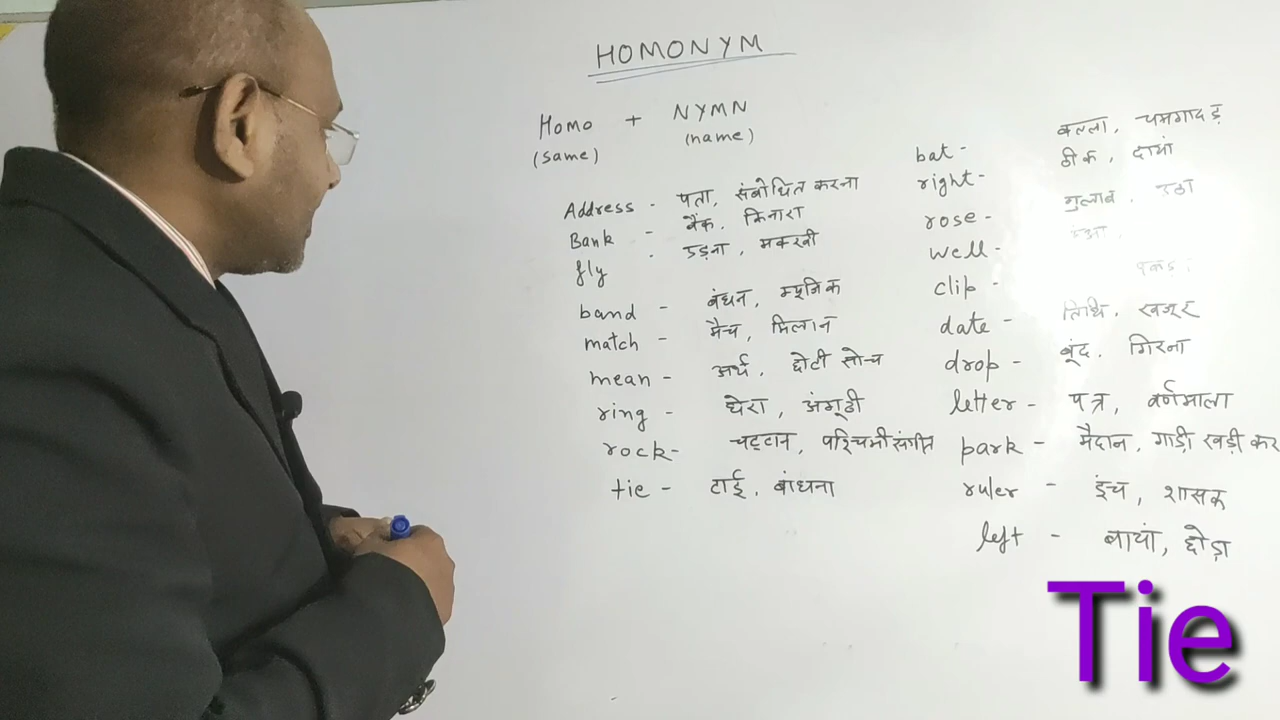 HOMONYM
Homo + NYMN
(same) (name)
Address - पता, संबोधित करना
Bank - बैंक, किनारा
fly - उड़ना, मक्खी
band - बंधन, म्यूजिक
match - मैच, मिलान
mean - अर्थ, छोटी सोच
ring - घेरा, अंगूठी
rock - चट्टान, पश्चिमी संगीत
tie - टाई, बांधना
bat - बल्ला, चमगादड़
right - ठीक, दायां
rose - गुलाब, उठा
well -
clip -
date - तिथि, खजूर
drop - बूंद, गिरना
letter - पत्र, वर्णमाला
park - मैदान, गाड़ी खड़ी कर
ruler - इंच, शासक
left - बायां, छोड़ा
Tie